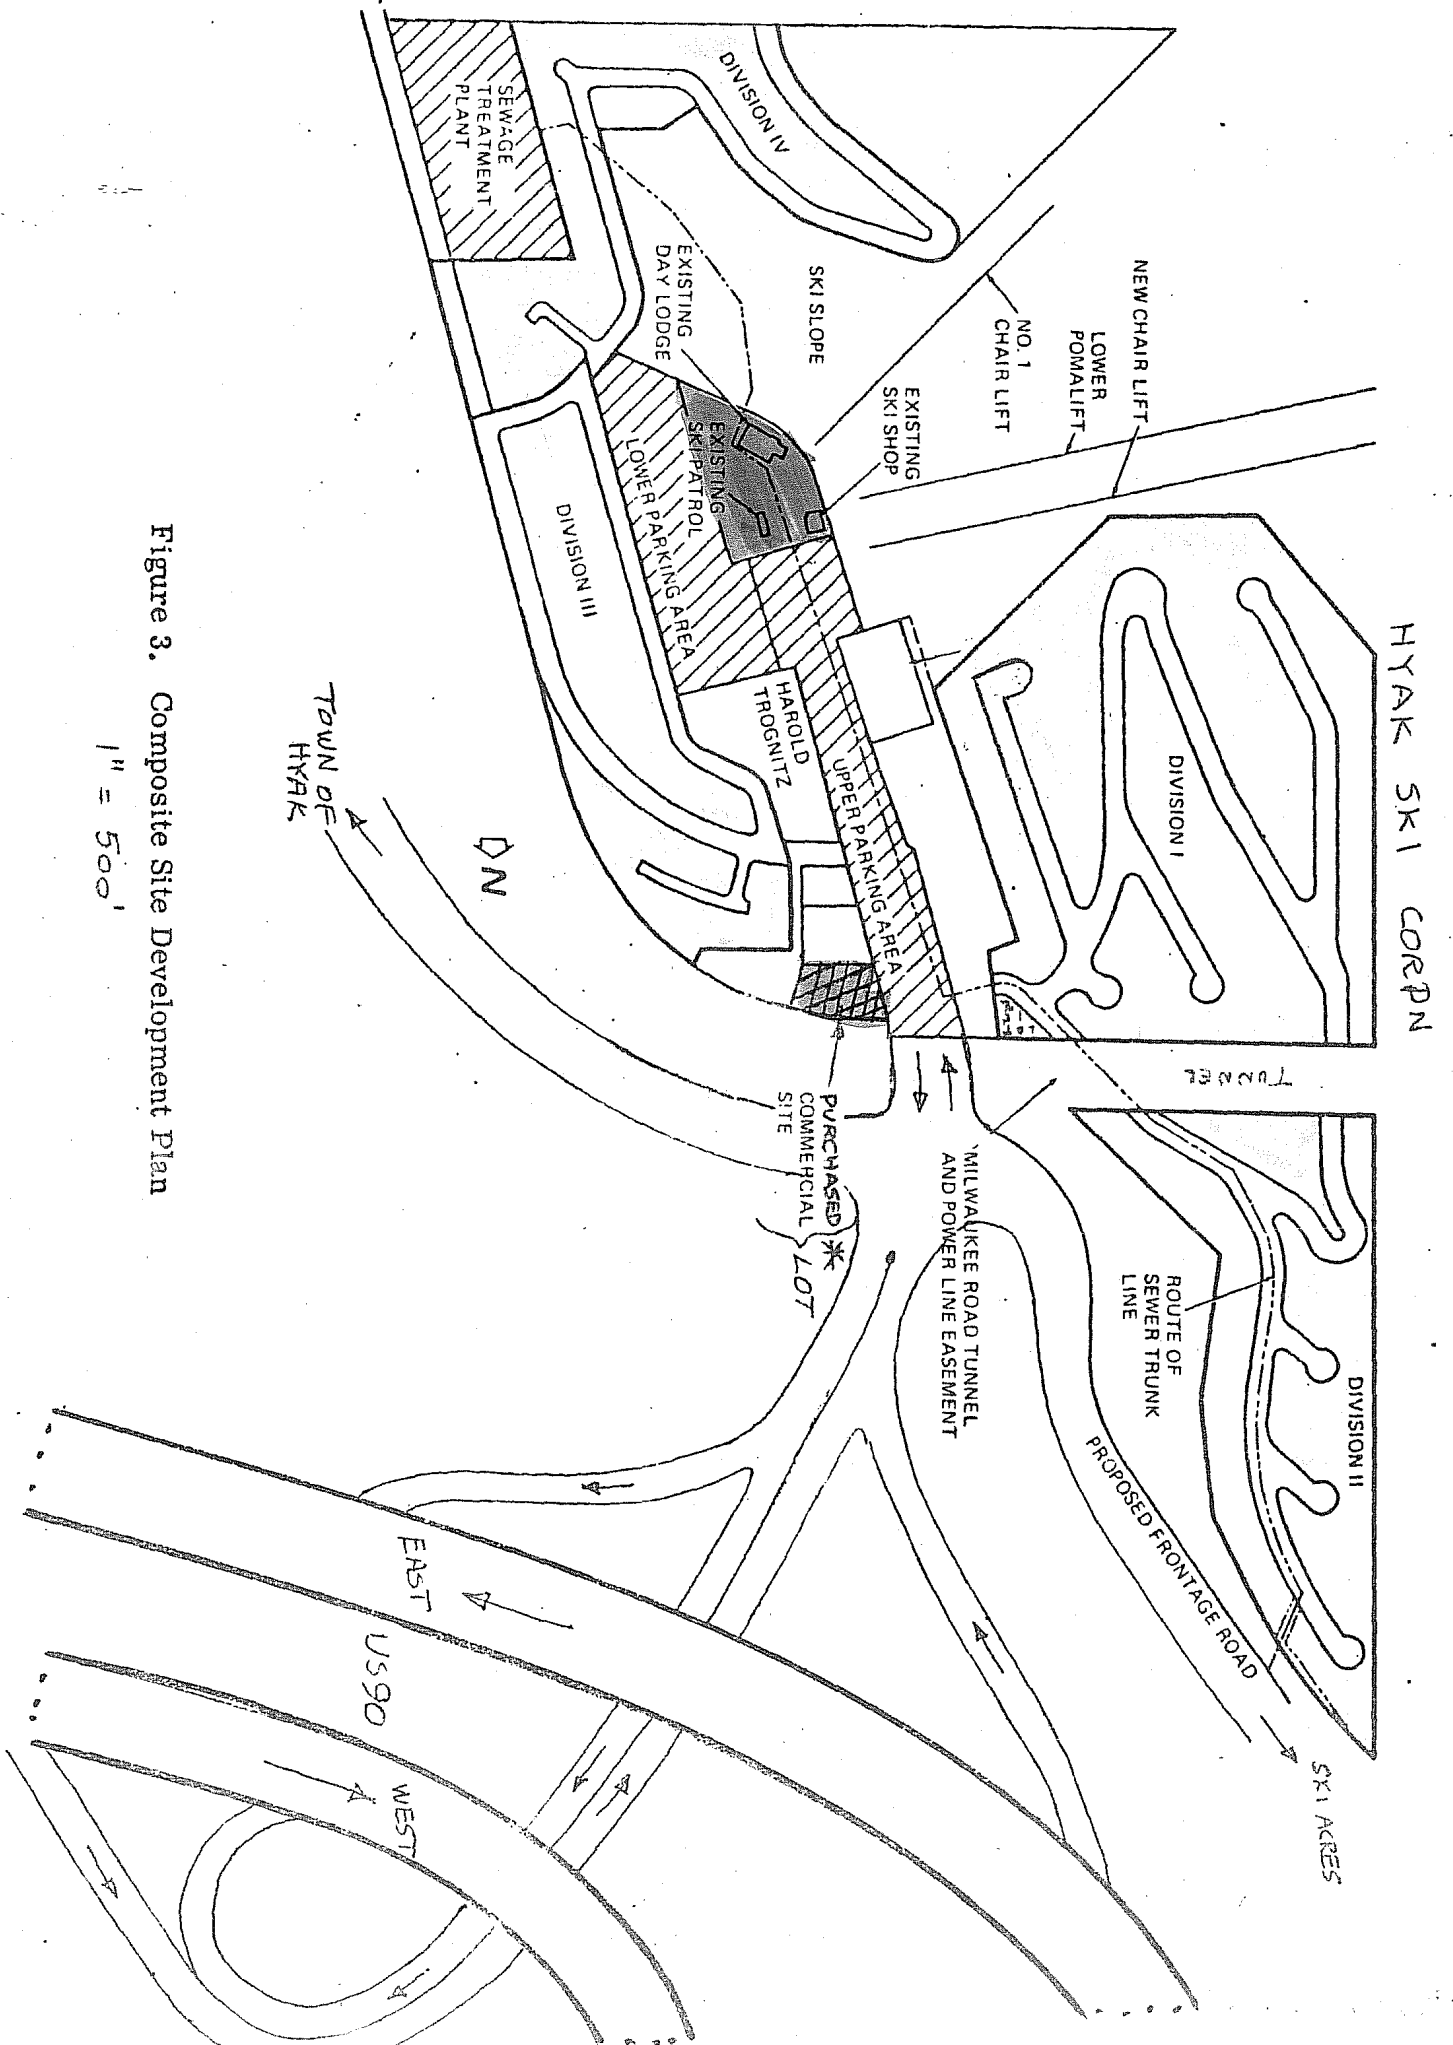 HYAK SKI CORPN
NEW CHAIR LIFT
LOWER
POMALIFT
NO. 1
CHAIR LIFT
EXISTING
SKI SHOP
SKI SLOPE
DIVISION IV
SEWAGE
TREATMENT
PLANT
EXISTING
DAY LODGE
EXISTING
SKI PATROL
LOWER PARKING AREA
DIVISION III
HAROLD
TROGNITZ
UPPER PARKING AREA
DIVISION I
TUNNEL
DIVISION II
ROUTE OF
SEWER TRUNK
LINE
MILWAUKEE ROAD TUNNEL
AND POWER LINE EASEMENT
PROPOSED FRONTAGE ROAD
SKI ACRES
PURCHASED *
COMMERCIAL } LOT
SITE
N
TOWN OF
HYAK
EAST
US90
WEST
Figure 3. Composite Site Development Plan
1" = 500'